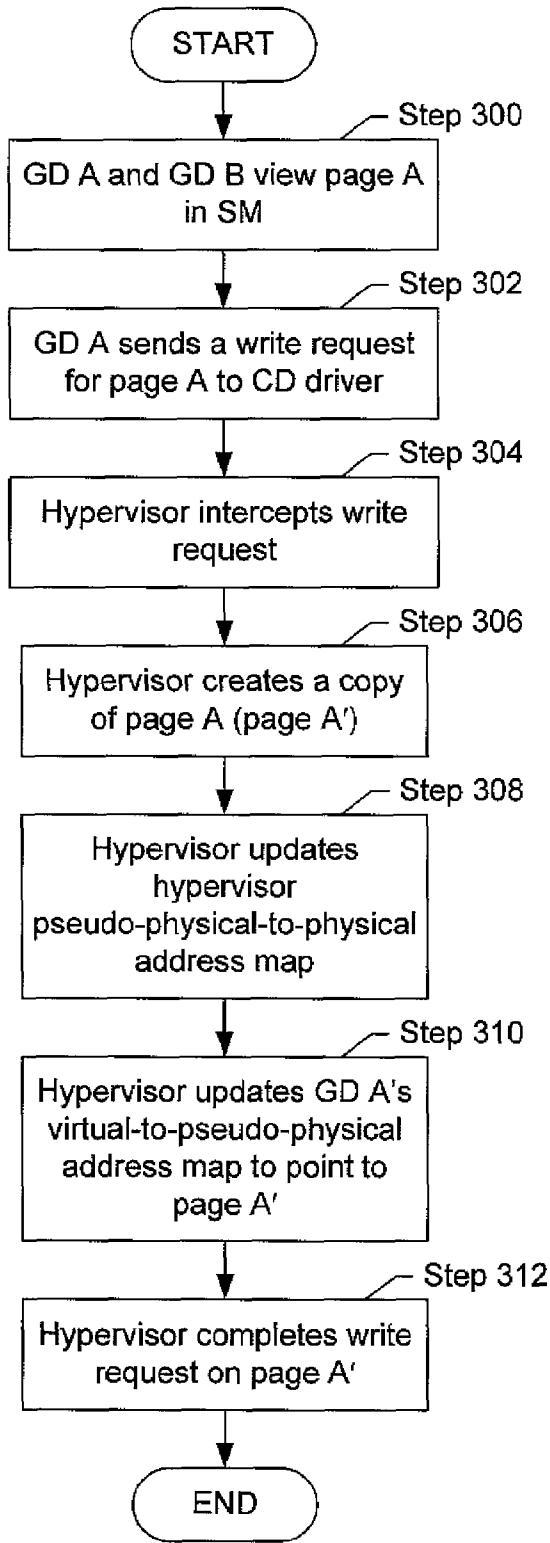 START
Step 300
GD A and GD B view page A
in SM
Step 302
GD A sends a write request
for page A to CD driver
Step 304
Hypervisor intercepts write
request
Step 306
Hypervisor creates a copy
of page A (page A′)
Step 308
Hypervisor updates
hypervisor
pseudo-physical-to-physical
address map
Step 310
Hypervisor updates GD A's
virtual-to-pseudo-physical
address map to point to
page A′
Step 312
Hypervisor completes write
request on page A′
END